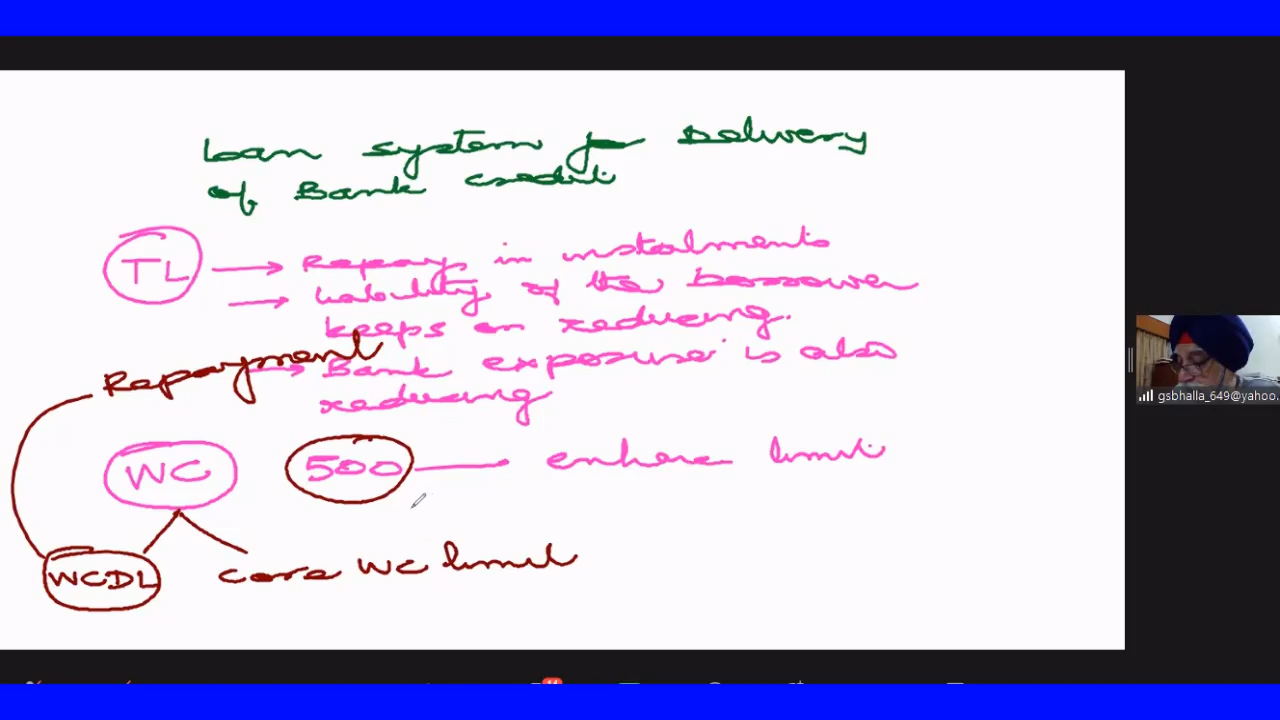 Loan system for Delivery
of Bank credit
TL → Repay in instalments
→ Liability of the borrower
keeps on reducing.
Repayment
→ Bank exposure is also
reducing
WC 500 — limit
WCDL Core WC limit
gsbhalla_649@yahoo.